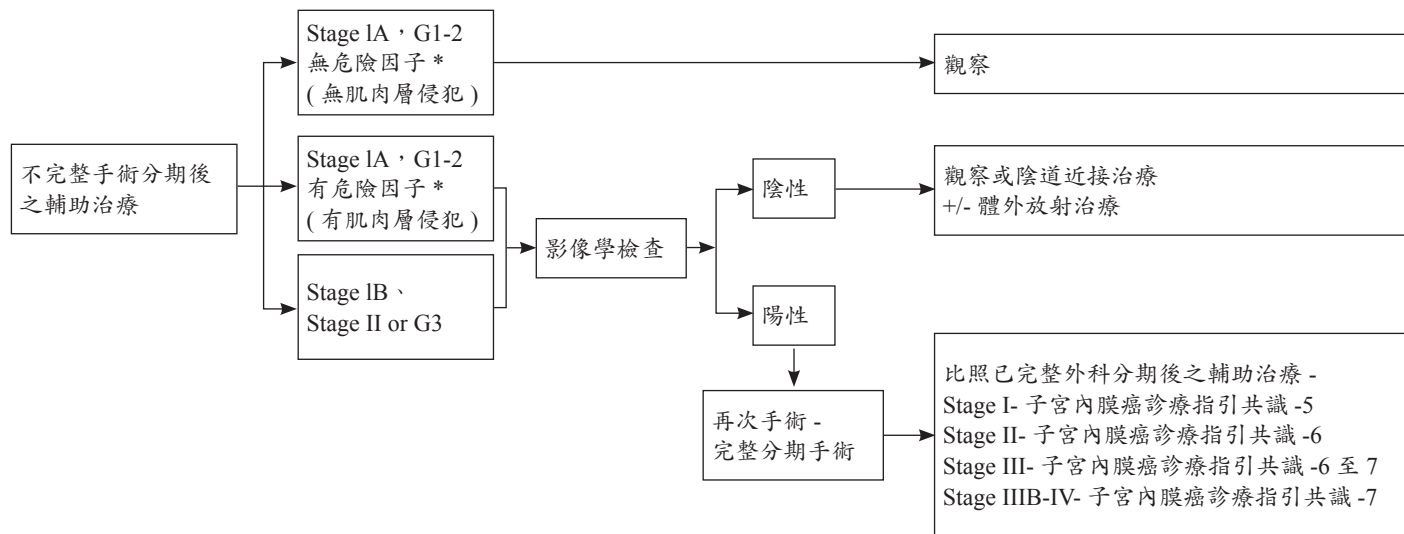 不完整手術分期後
之輔助治療
Stage lA，G1-2
無危險因子 *
( 無肌肉層侵犯 )
Stage lA，G1-2
有危險因子 *
( 有肌肉層侵犯 )
Stage lB、
Stage II or G3
影像學檢查
陰性
陽性
再次手術 -
完整分期手術
觀察
觀察或陰道近接治療
+/- 體外放射治療
比照已完整外科分期後之輔助治療 -
Stage I- 子宮內膜癌診療指引共識 -5
Stage II- 子宮內膜癌診療指引共識 -6
Stage III- 子宮內膜癌診療指引共識 -6 至 7
Stage IIIB-IV- 子宮內膜癌診療指引共識 -7